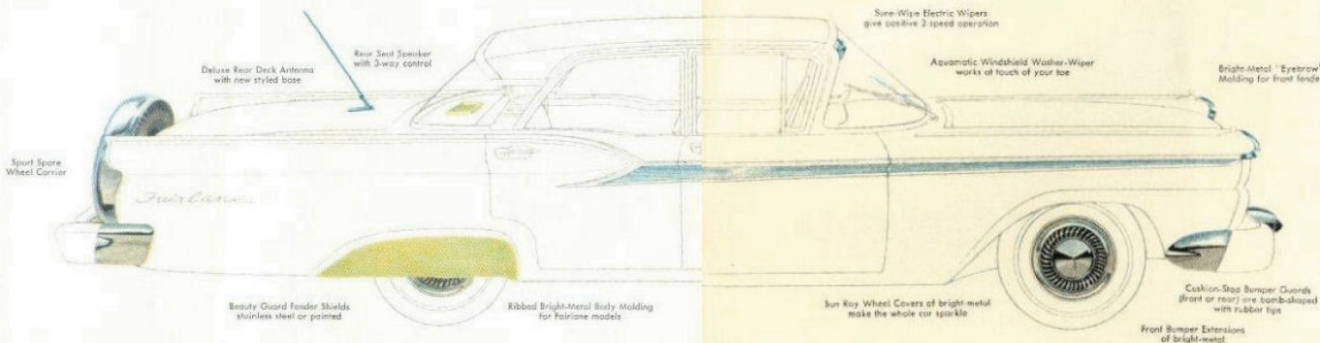 Sure-Wipe Electric Wipers
give positive 2 speed operation
Rear Seat Speaker
with 3-way control
Deluxe Rear Deck Antenna
with new styled base
Aquamatic Windshield Washer-Wiper
works at touch of your toe
Bright-Metal "Eyebrow"
Molding for front fende
Sport Spare
Wheel Carrier
Fairlane
Beauty Guard Fender Shields
stainless steel or painted
Ribbed Bright-Metal Body Molding
for Fairlane models
Sun Ray Wheel Covers of bright-metal
make the whole car sparkle
Cushion-Stop Bumper Guards
(front or rear) are bomb-shaped
with rubber tips
Front Bumper Extensions
of bright-metal